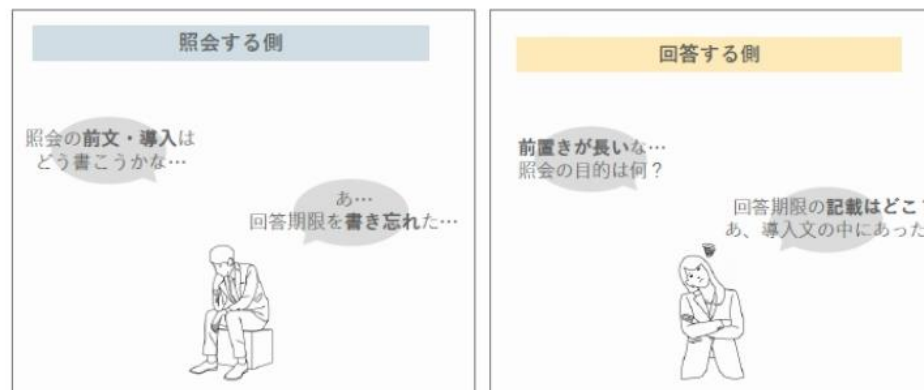 照会する側
照会の前文・導入は
どう書こうかな…
あ…
回答期限を書き忘れた…
回答する側
前置きが長いな…
照会の目的は何？
回答期限の記載はどこ？
あ、導入文の中にあった